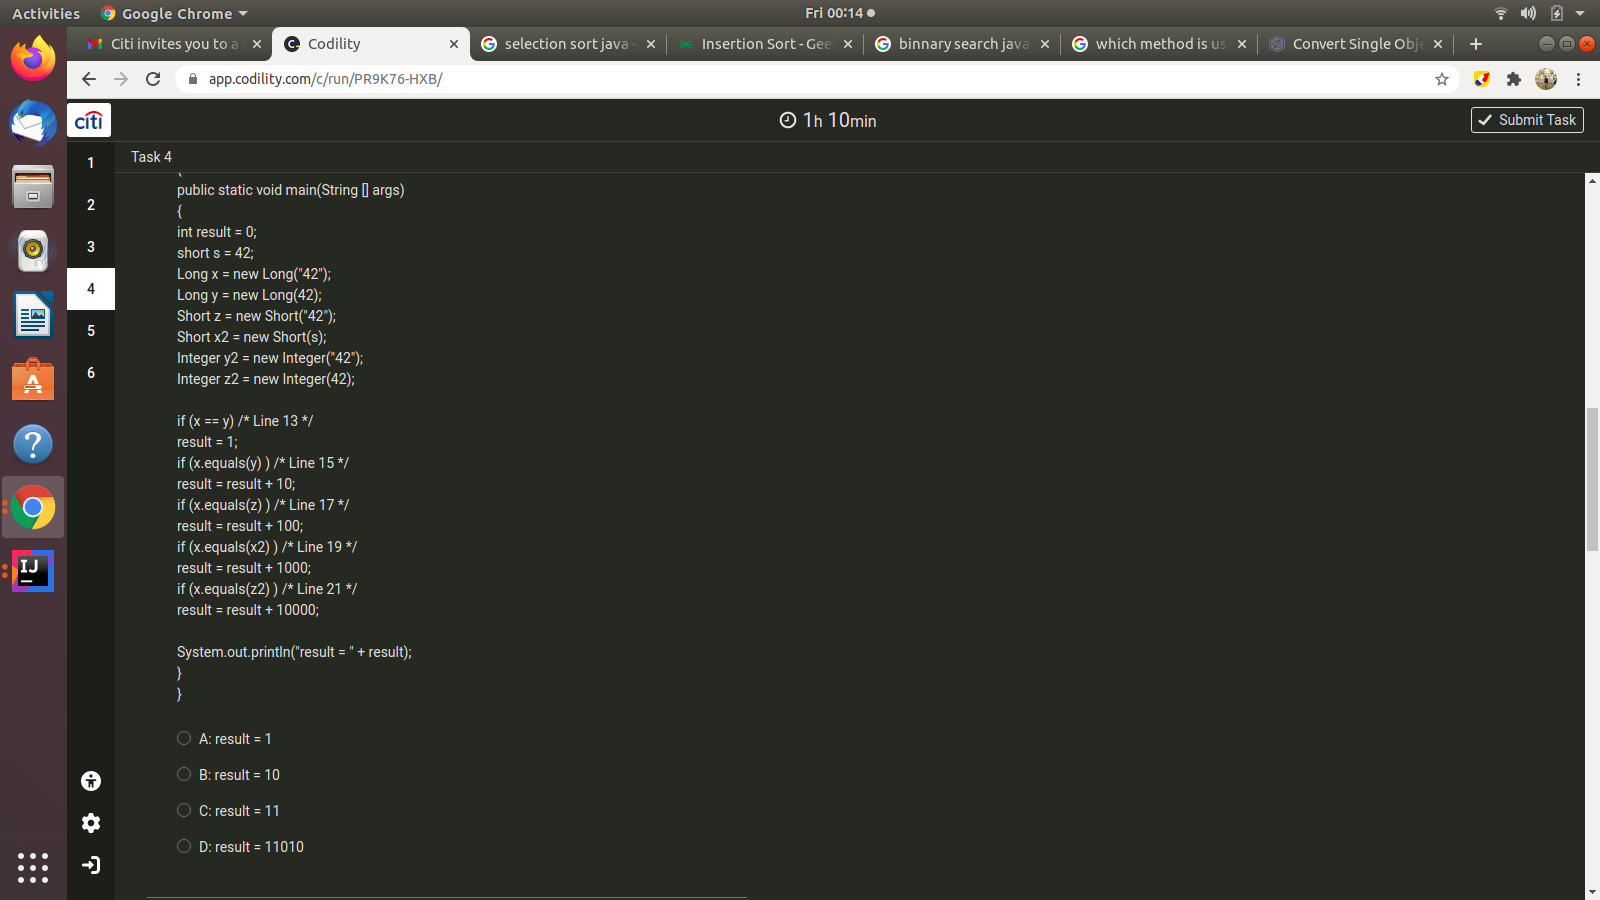 Activities Google Chrome Fri 00:14
Citi invites you to a Codility selection sort java - Insertion Sort - Gee binnary search java which method is us Convert Single Obje
app.codility.com/c/run/PR9K76-HXB/
citi 1h 10min Submit Task
1 Task 4
2
3
4
5
6
public static void main(String [] args)
{
int result = 0;
short s = 42;
Long x = new Long("42");
Long y = new Long(42);
Short z = new Short("42");
Short x2 = new Short(s);
Integer y2 = new Integer("42");
Integer z2 = new Integer(42);
if (x == y) /* Line 13 */
result = 1;
if (x.equals(y) ) /* Line 15 */
result = result + 10;
if (x.equals(z) ) /* Line 17 */
result = result + 100;
if (x.equals(x2) ) /* Line 19 */
result = result + 1000;
if (x.equals(z2) ) /* Line 21 */
result = result + 10000;
System.out.println("result = " + result);
}
}
A: result = 1
B: result = 10
C: result = 11
D: result = 11010
IJ